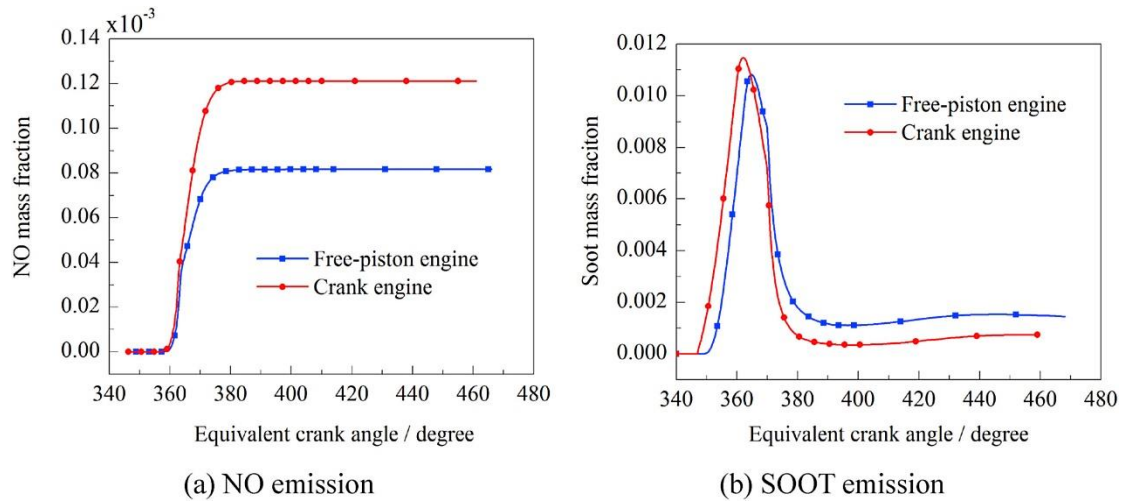 ×10⁻³
0.14
0.12
0.10
0.08
0.06
0.04
0.02
0.00
NO mass fraction
Free-piston engine
Crank engine
340 360 380 400 420 440 460 480
Equivalent crank angle / degree
(a) NO emission
0.012
0.010
0.008
0.006
0.004
0.002
0.000
Soot mass fraciton
Free-piston engine
Crank engine
340 360 380 400 420 440 460 480
Equivalent crank angle / degree
(b) SOOT emission